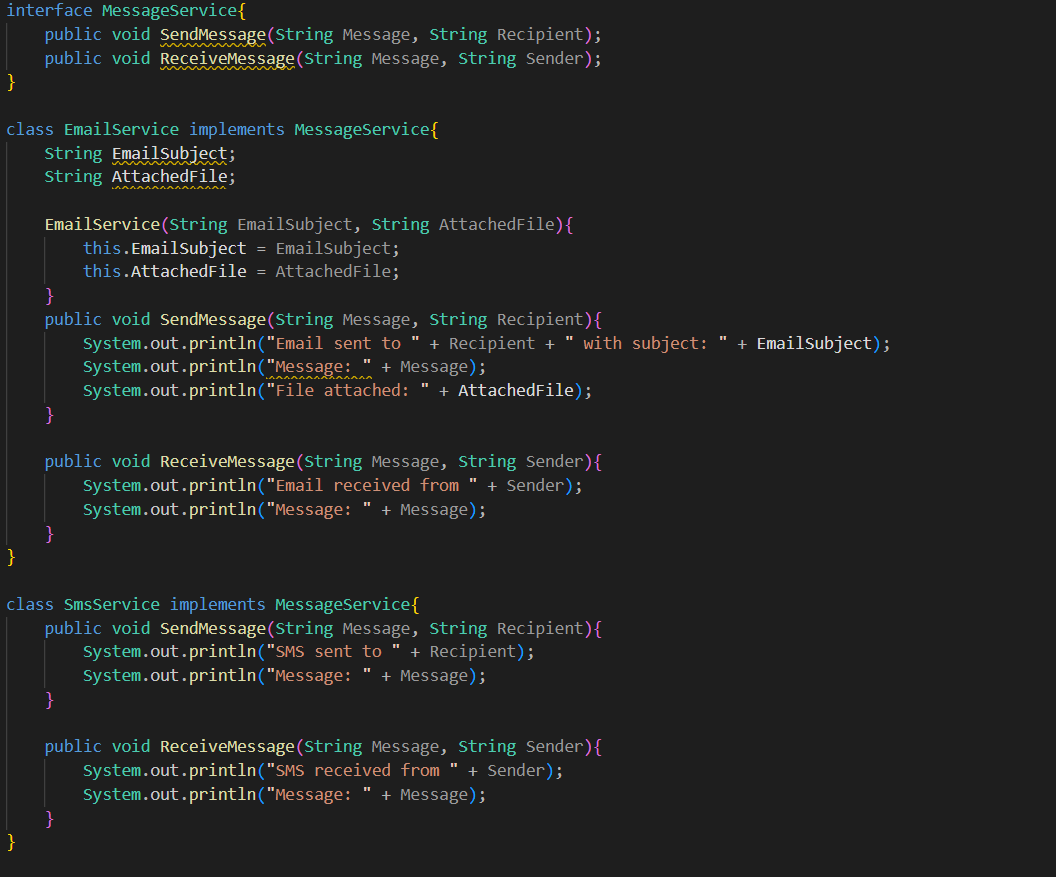 interface MessageService{
    public void SendMessage(String Message, String Recipient);
    public void ReceiveMessage(String Message, String Sender);
}

class EmailService implements MessageService{
    String EmailSubject;
    String AttachedFile;

    EmailService(String EmailSubject, String AttachedFile){
        this.EmailSubject = EmailSubject;
        this.AttachedFile = AttachedFile;
    }
    public void SendMessage(String Message, String Recipient){
        System.out.println("Email sent to " + Recipient + " with subject: " + EmailSubject);
        System.out.println("Message: " + Message);
        System.out.println("File attached: " + AttachedFile);
    }

    public void ReceiveMessage(String Message, String Sender){
        System.out.println("Email received from " + Sender);
        System.out.println("Message: " + Message);
    }
}

class SmsService implements MessageService{
    public void SendMessage(String Message, String Recipient){
        System.out.println("SMS sent to " + Recipient);
        System.out.println("Message: " + Message);
    }

    public void ReceiveMessage(String Message, String Sender){
        System.out.println("SMS received from " + Sender);
        System.out.println("Message: " + Message);
    }
}